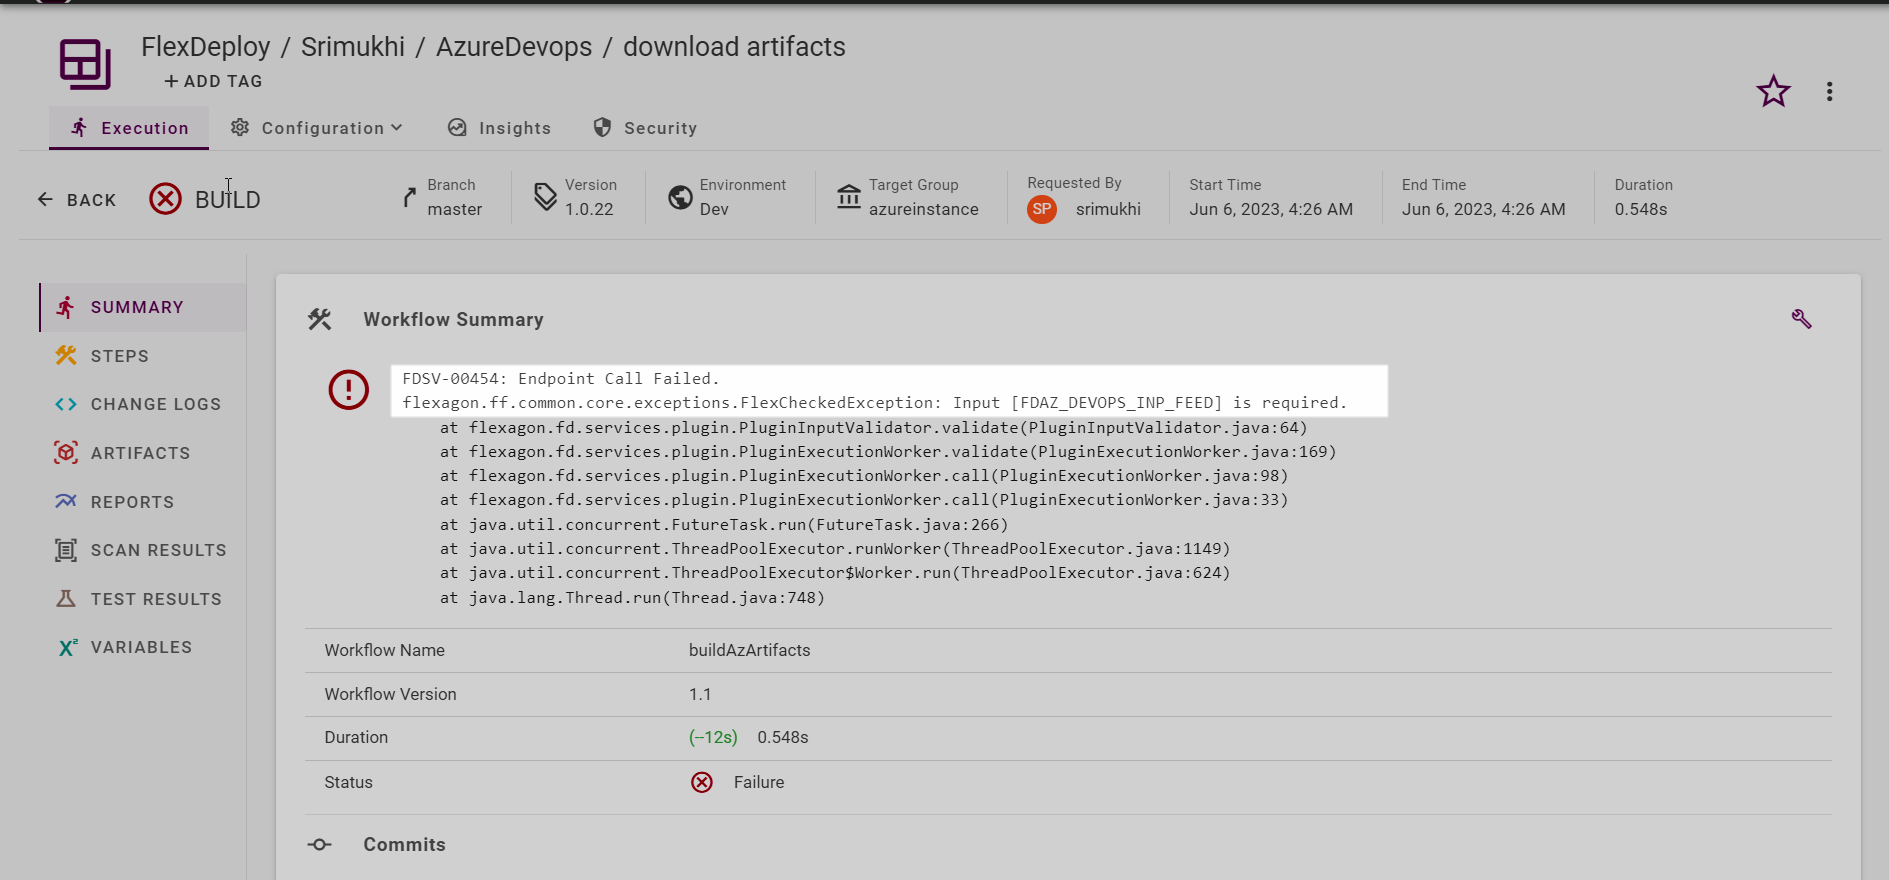 FlexDeploy / Srimukhi / AzureDevops / download artifacts
+ ADD TAG
Execution Configuration Insights Security
BACK BUILD
Branch
master
Version
1.0.22
Environment
Dev
Target Group
azureinstance
Requested By
SP srimukhi
Start Time
Jun 6, 2023, 4:26 AM
End Time
Jun 6, 2023, 4:26 AM
Duration
0.548s
SUMMARY
STEPS
CHANGE LOGS
ARTIFACTS
REPORTS
SCAN RESULTS
TEST RESULTS
VARIABLES
Workflow Summary
FDSV-00454: Endpoint Call Failed.
flexagon.ff.common.core.exceptions.FlexCheckedException: Input [FDAZ_DEVOPS_INP_FEED] is required.
at flexagon.fd.services.plugin.PluginInputValidator.validate(PluginInputValidator.java:64)
at flexagon.fd.services.plugin.PluginExecutionWorker.validate(PluginExecutionWorker.java:169)
at flexagon.fd.services.plugin.PluginExecutionWorker.call(PluginExecutionWorker.java:98)
at flexagon.fd.services.plugin.PluginExecutionWorker.call(PluginExecutionWorker.java:33)
at java.util.concurrent.FutureTask.run(FutureTask.java:266)
at java.util.concurrent.ThreadPoolExecutor.runWorker(ThreadPoolExecutor.java:1149)
at java.util.concurrent.ThreadPoolExecutor$Worker.run(ThreadPoolExecutor.java:624)
at java.lang.Thread.run(Thread.java:748)
Workflow Name buildAzArtifacts
Workflow Version 1.1
Duration (--12s) 0.548s
Status Failure
Commits